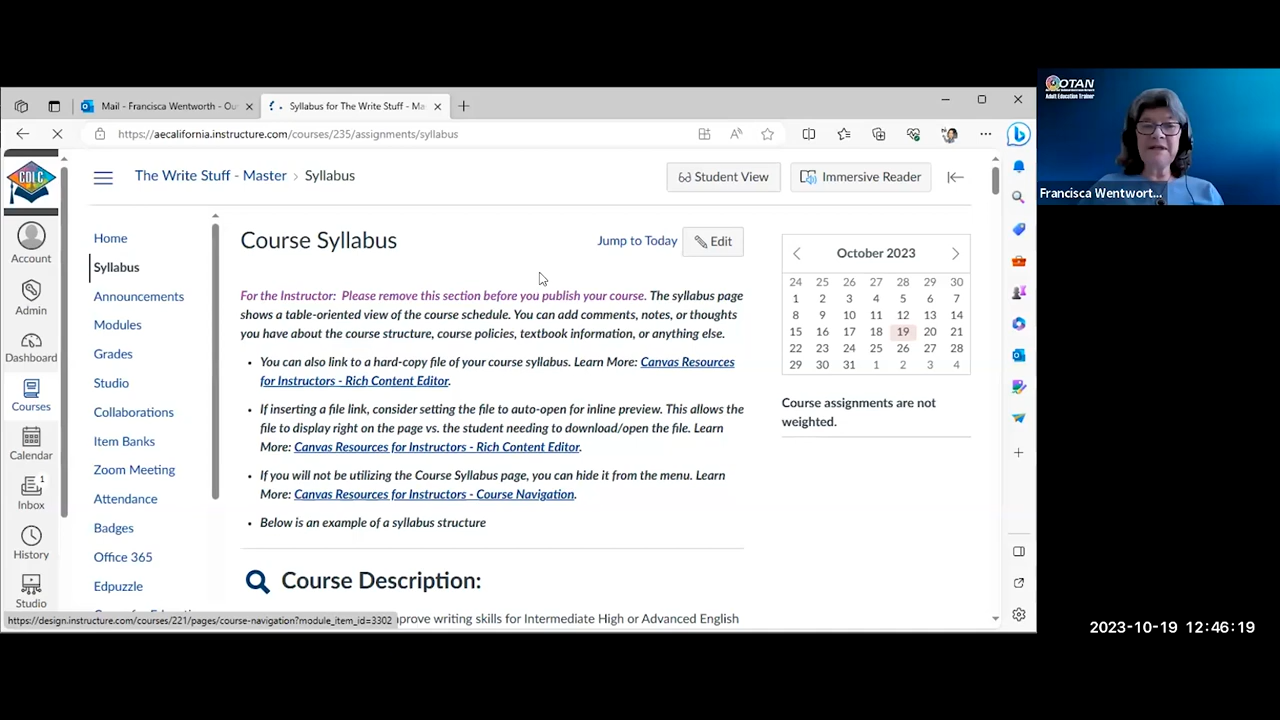 Mail - Francisca Wentworth - Ou
Syllabus for The Write Stuff - Ma
https://aecalifornia.instructure.com/courses/235/assignments/syllabus
CDLC
The Write Stuff - Master > Syllabus
Student View
Immersive Reader
Account
Admin
Dashboard
Courses
Calendar
1
Inbox
History
Studio
Home
Syllabus
Announcements
Modules
Grades
Studio
Collaborations
Item Banks
Zoom Meeting
Attendance
Badges
Office 365
Edpuzzle
Course Syllabus
Jump to Today
Edit
For the Instructor: Please remove this section before you publish your course. The syllabus page
shows a table-oriented view of the course schedule. You can add comments, notes, or thoughts
you have about the course structure, course policies, textbook information, or anything else.
• You can also link to a hard-copy file of your course syllabus. Learn More: Canvas Resources
for Instructors - Rich Content Editor.
• If inserting a file link, consider setting the file to auto-open for inline preview. This allows the
file to display right on the page vs. the student needing to download/open the file. Learn
More: Canvas Resources for Instructors - Rich Content Editor.
• If you will not be utilizing the Course Syllabus page, you can hide it from the menu. Learn
More: Canvas Resources for Instructors - Course Navigation.
• Below is an example of a syllabus structure
Course Description:
prove writing skills for Intermediate High or Advanced English
https://design.instructure.com/courses/221/pages/course-navigation?module_item_id=3302
October 2023
24 25 26 27 28 29 30
1 2 3 4 5 6 7
8 9 10 11 12 13 14
15 16 17 18 19 20 21
22 23 24 25 26 27 28
29 30 31 1 2 3 4
Course assignments are not
weighted.
OTAN
Adult Education Trainer
Francisca Wentwort...
2023-10-19 12:46:19